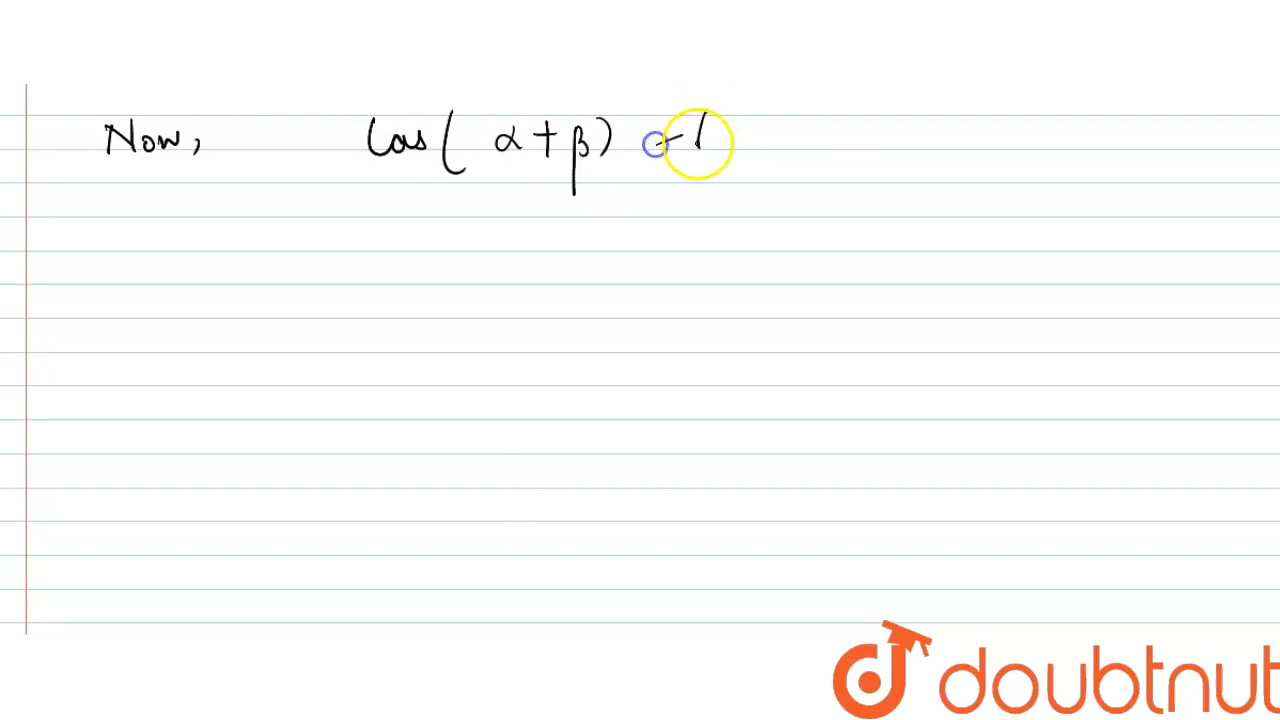 Now, Cos( α+β) -1
doubtnut